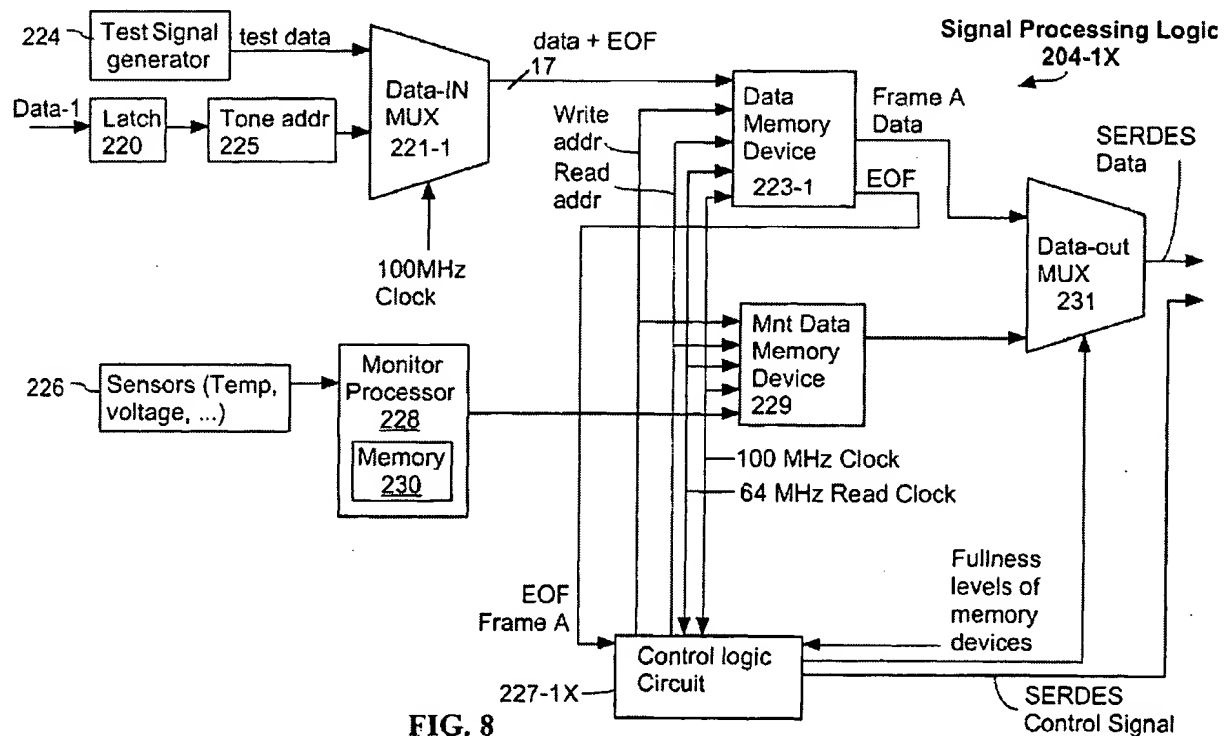 224
Test Signal
generator
test data
Data-1
Latch
220
Tone addr
225
Data-IN
MUX
221-1
100MHz
Clock
data + EOF
17
Write
addr
Read
addr
Data
Memory
Device
223-1
Frame A
Data
EOF
Signal Processing Logic
204-1X
SERDES
Data
Data-out
MUX
231
226
Sensors (Temp,
voltage, ...)
Monitor
Processor
228
Memory
230
Mnt Data
Memory
Device
229
100 MHz Clock
64 MHz Read Clock
EOF
Frame A
Fullness
levels of
memory
devices
Control logic
Circuit
227-1X
SERDES
Control Signal
FIG. 8